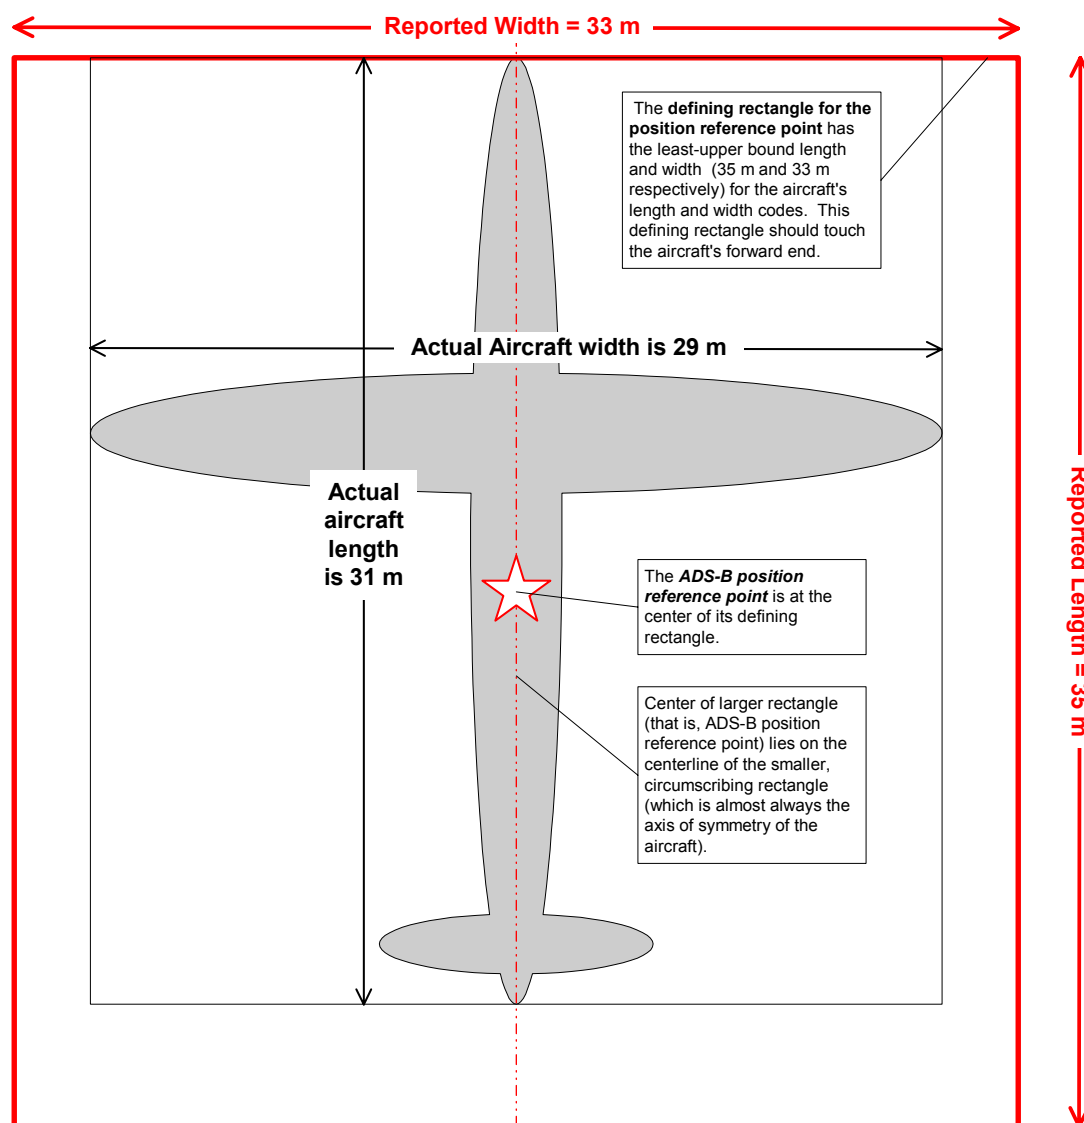 Reported Width = 33 m
The defining rectangle for the
position reference point has
the least-upper bound length
and width (35 m and 33 m
respectively) for the aircraft's
length and width codes. This
defining rectangle should touch
the aircraft's forward end.
Actual Aircraft width is 29 m
Actual
aircraft
length
is 31 m
Reported Length = 35 m
The ADS-B position
reference point is at the
center of its defining
rectangle.
Center of larger rectangle
(that is, ADS-B position
reference point) lies on the
centerline of the smaller,
circumscribing rectangle
(which is almost always the
axis of symmetry of the
aircraft).